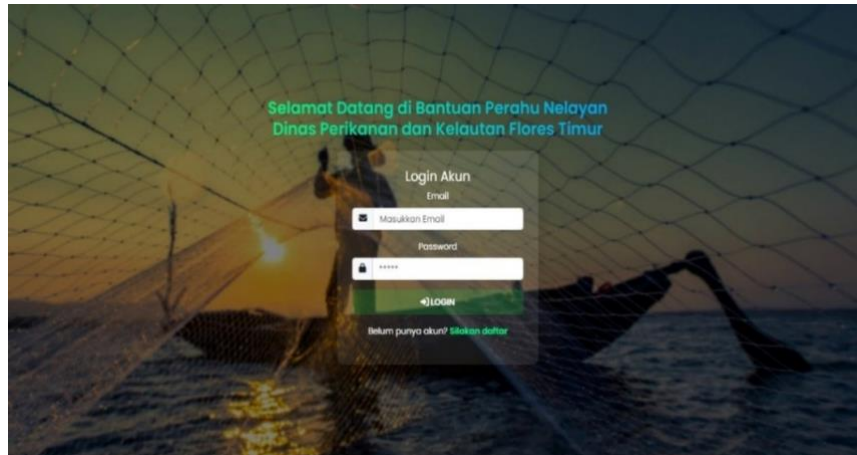 Selamat Datang di Bantuan Perahu Nelayan
Dinas Perikanan dan Kelautan Flores Timur
Login Akun
Email
Masukkan Email
Password
*****
LOGIN
Belum punya akun? Silakan daftar